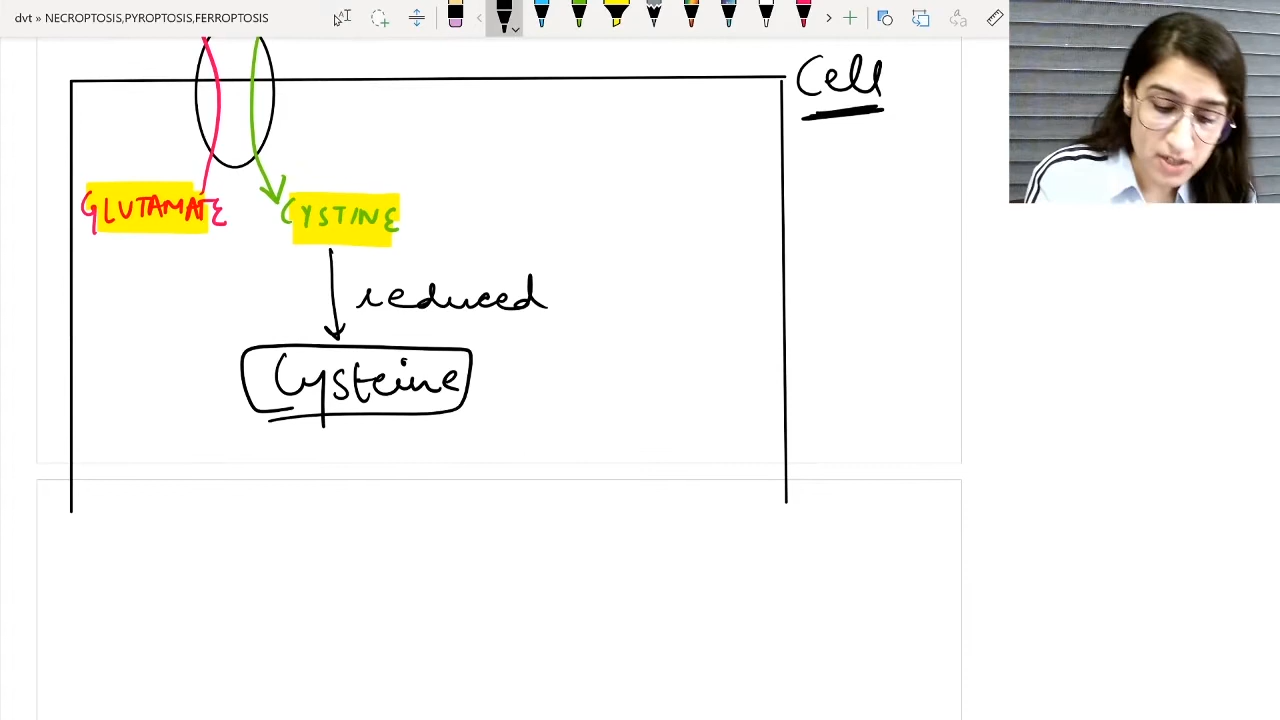 dvt » NECROPTOSIS,PYROPTOSIS,FERROPTOSIS
Cell
GLUTAMATE CYSTINE
reduced
Cysteine